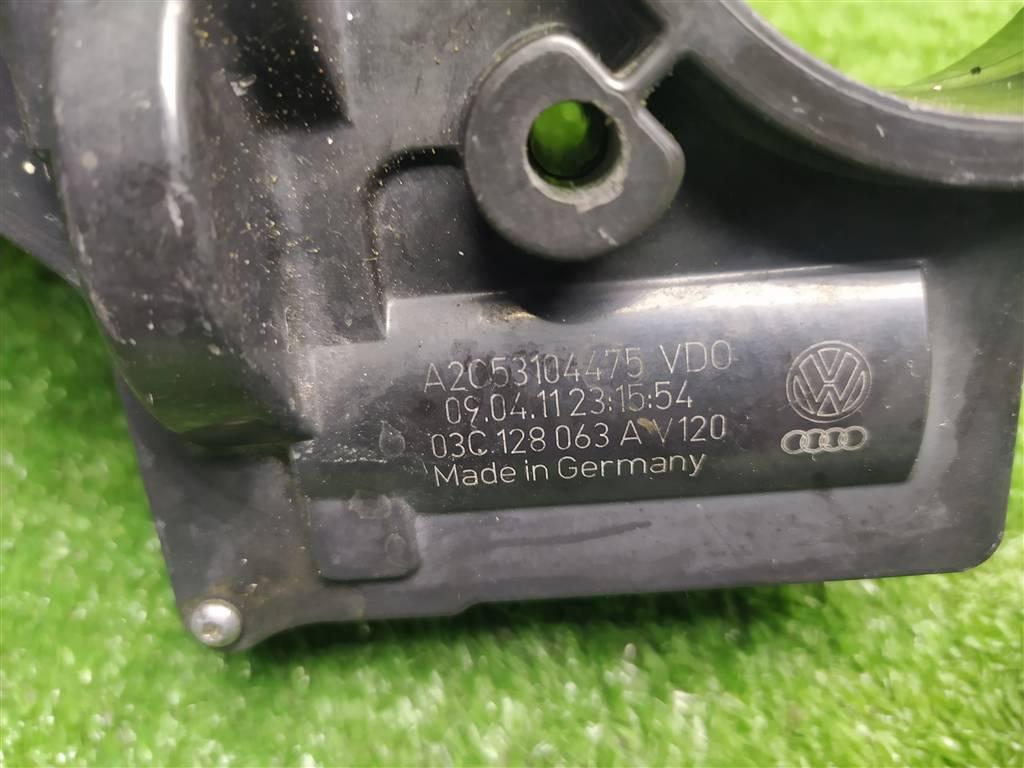 A2C53104475 VDO
09.04.11 23:15:54
03C 128 063 A V120
Made in Germany